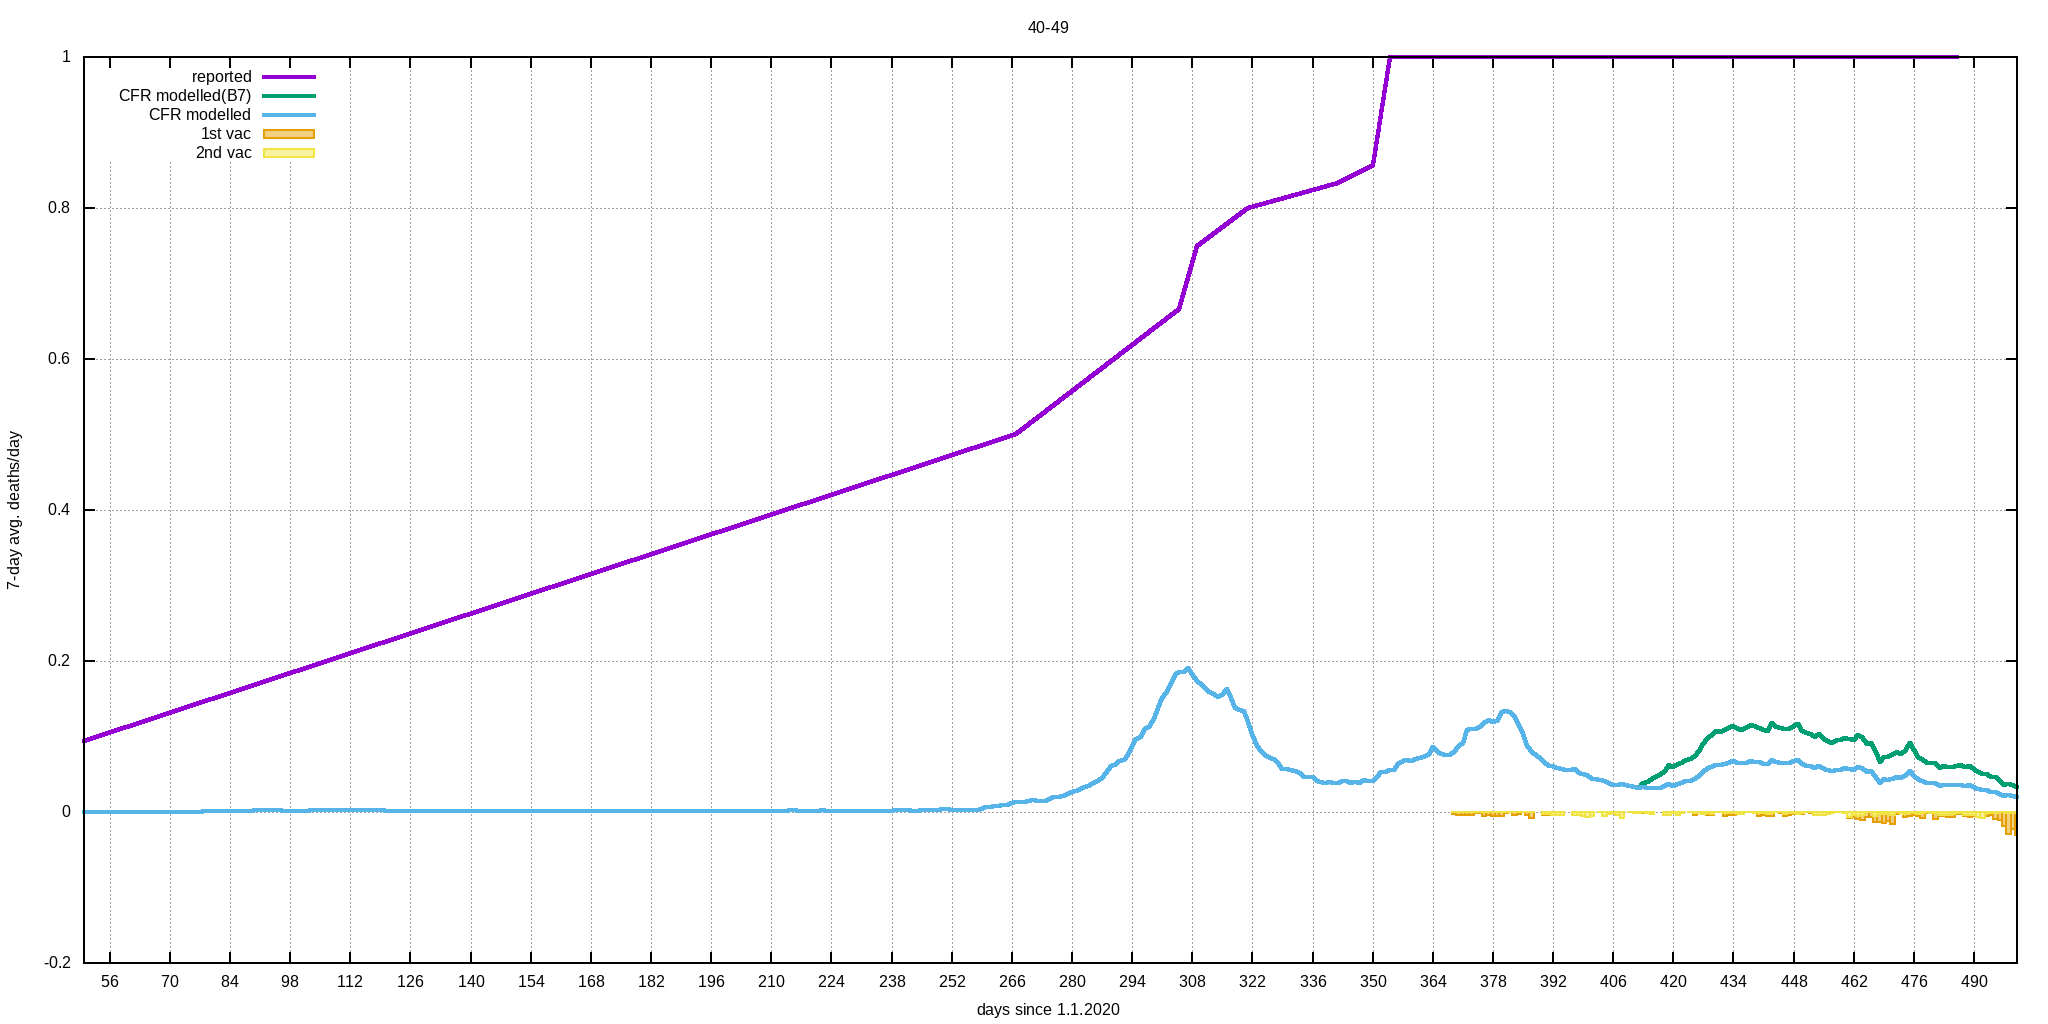 40-49
reported
CFR modelled(B7)
CFR modelled
1st vac
2nd vac
1
0.8
0.6
0.4
0.2
0
-0.2
7-day avg. deaths/day
56 70 84 98 112 126 140 154 168 182 196 210 224 238 252 266 280 294 308 322 336 350 364 378 392 406 420 434 448 462 476 490
days since 1.1.2020